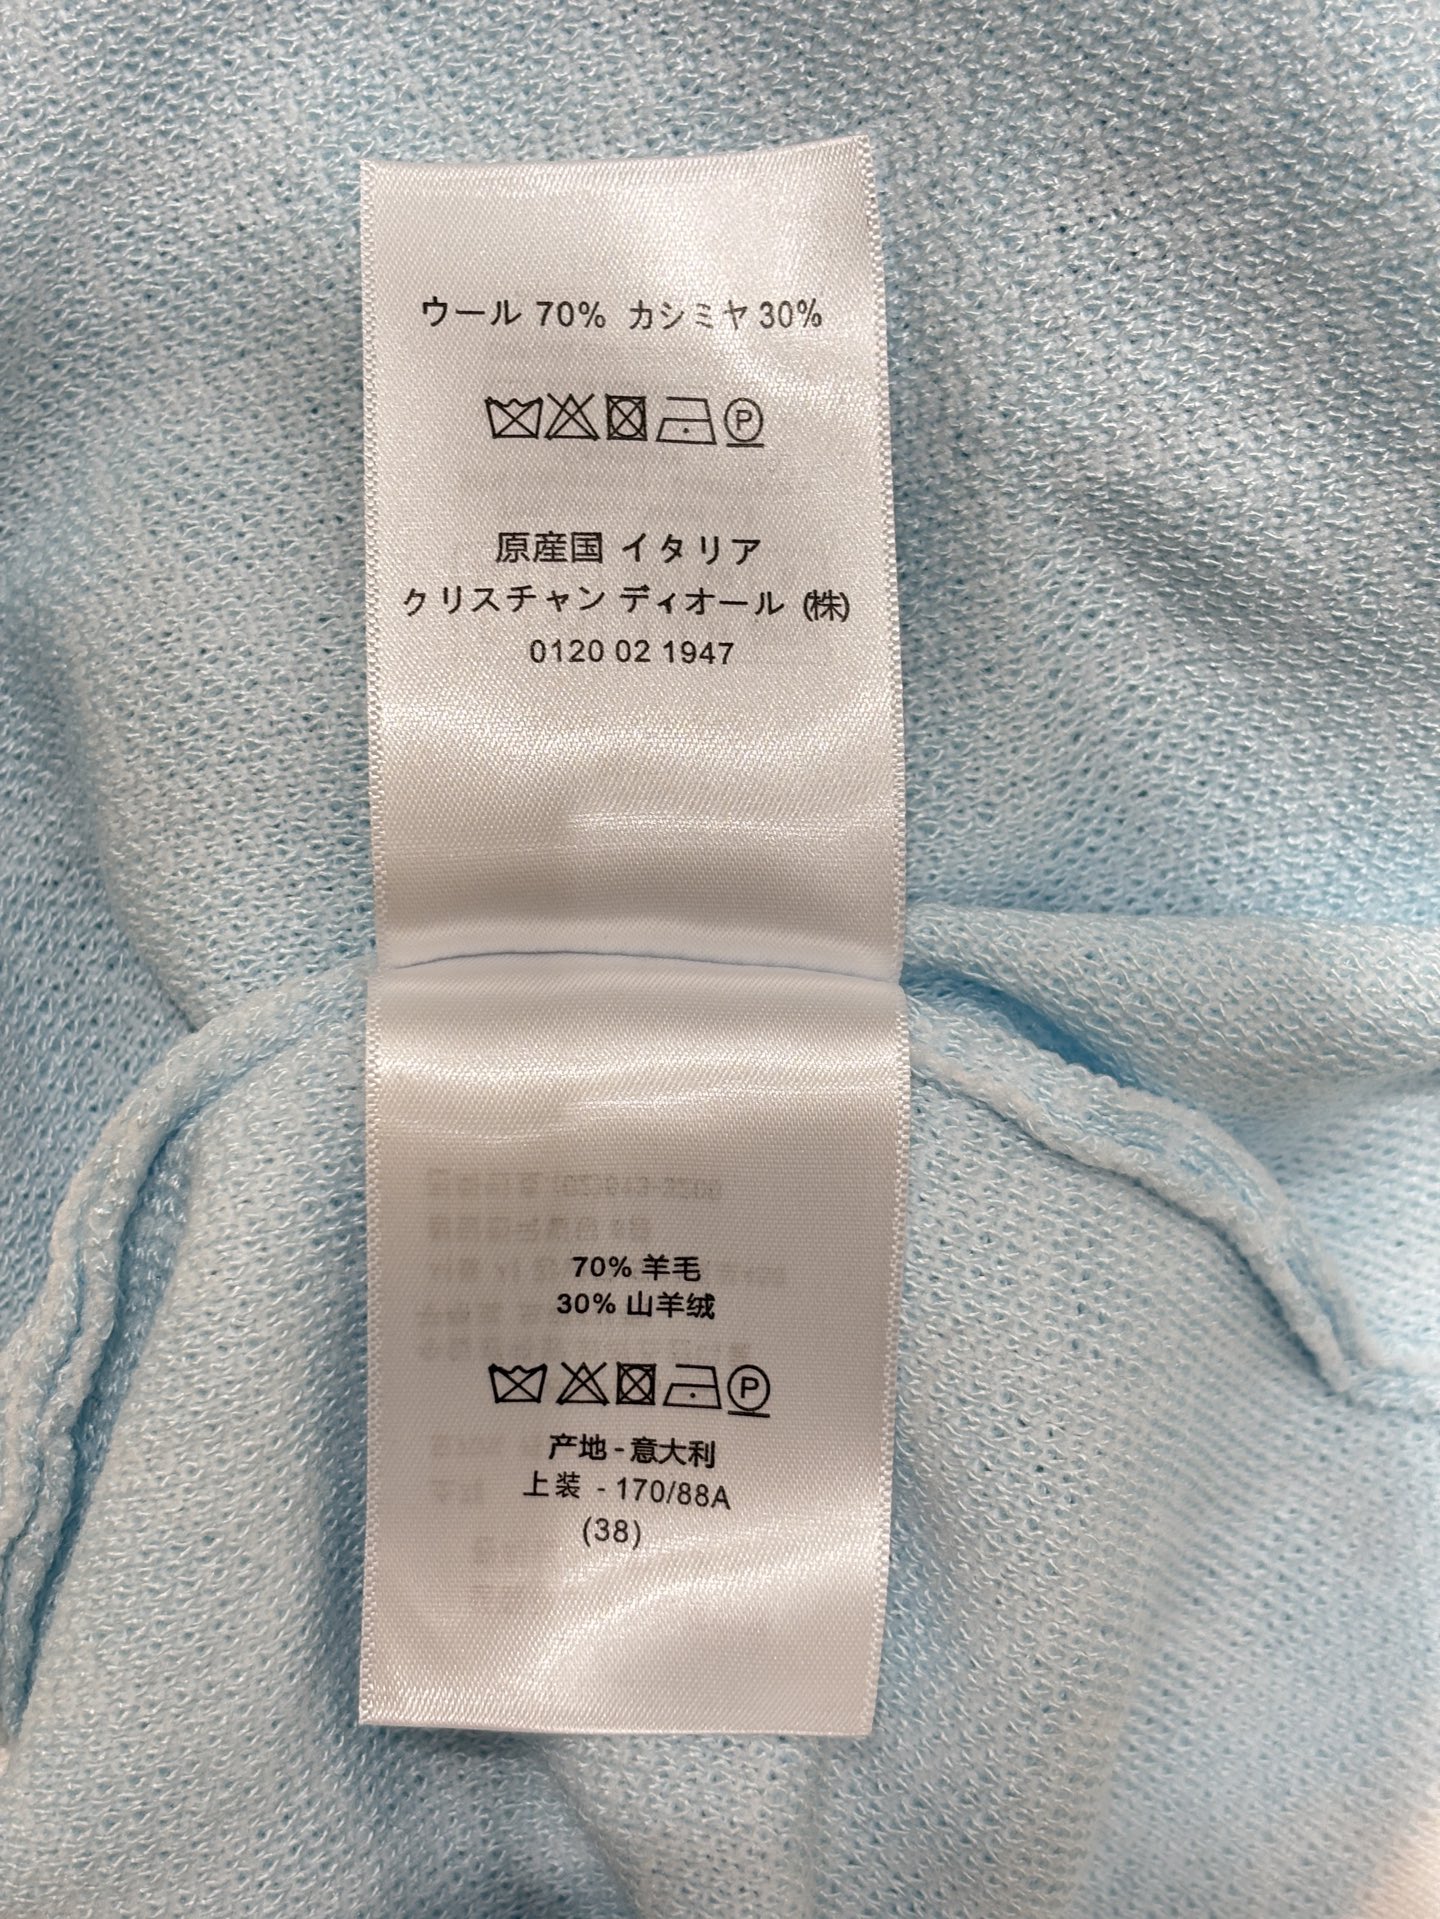 ウール 70% カシミヤ 30%
P
原産国 イタリア
クリスチャン ディオール (株)
0120 02 1947
70% 羊毛
30% 山羊绒
P
产地 - 意大利
上装 - 170/88A
(38)